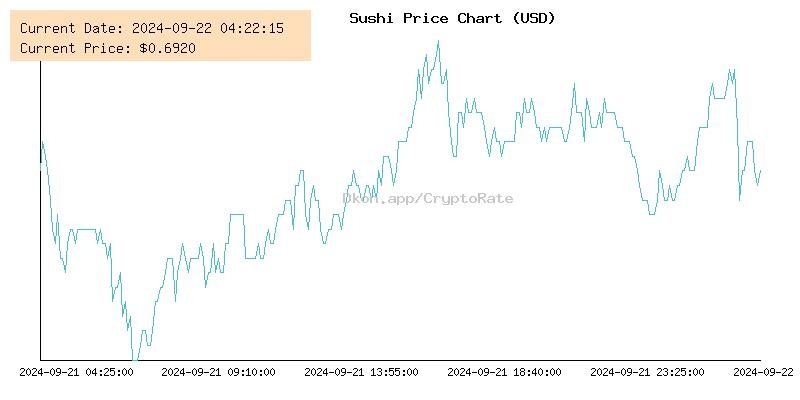 Sushi Price Chart (USD)
Current Date: 2024-09-22 04:22:15
Current Price: $0.6920
Dkon.app/CryptoRate
2024-09-21 04:25:00 2024-09-21 09:10:00 2024-09-21 13:55:00 2024-09-21 18:40:00 2024-09-21 23:25:00 2024-09-22